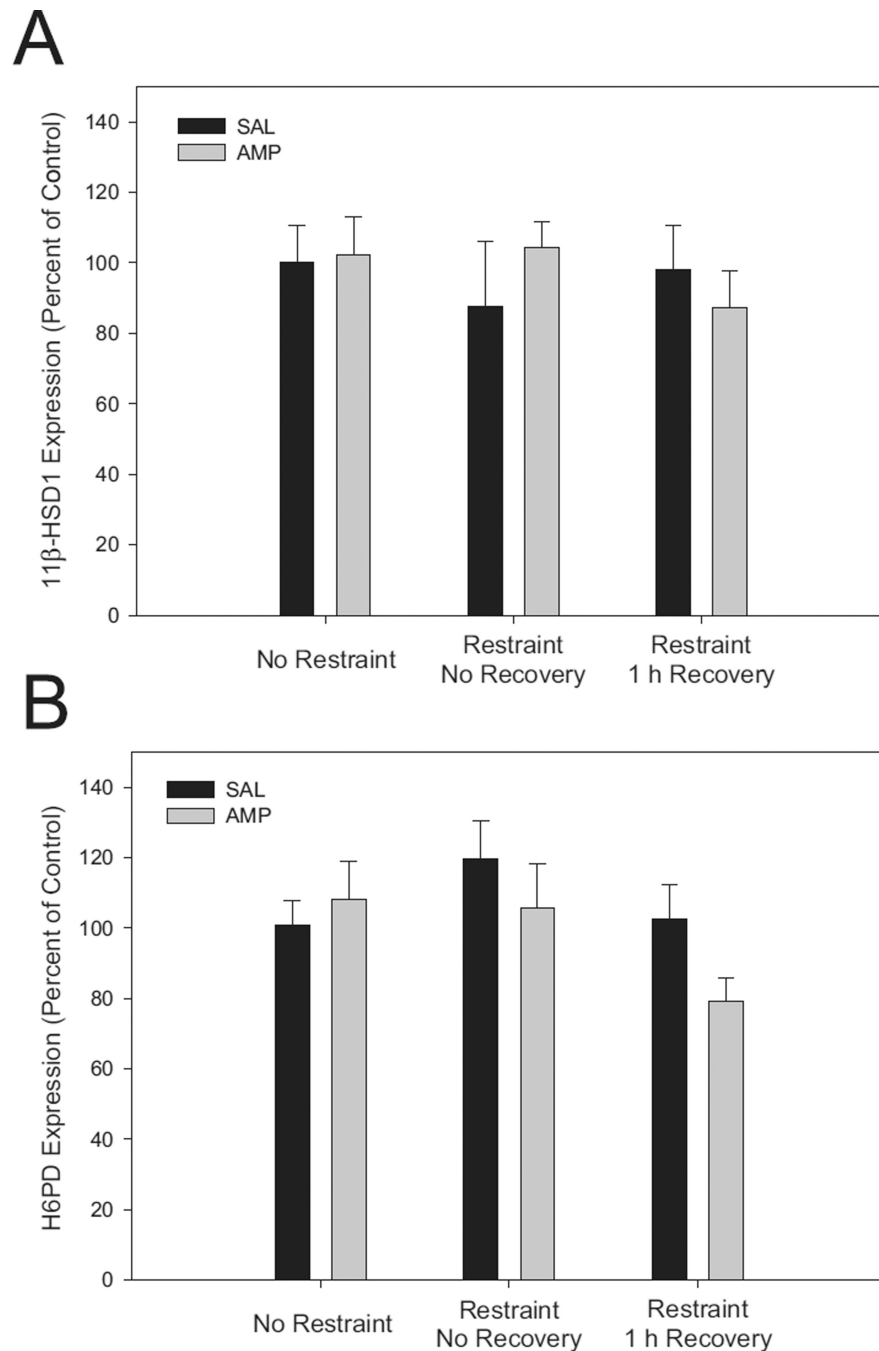 A
11β-HSD1 Expression (Percent of Control)
140
120
100
80
60
40
20
0
SAL
AMP
No Restraint
Restraint
No Recovery
Restraint
1 h Recovery
B
H6PD Expression (Percent of Control)
140
120
100
80
60
40
20
0
SAL
AMP
No Restraint
Restraint
No Recovery
Restraint
1 h Recovery